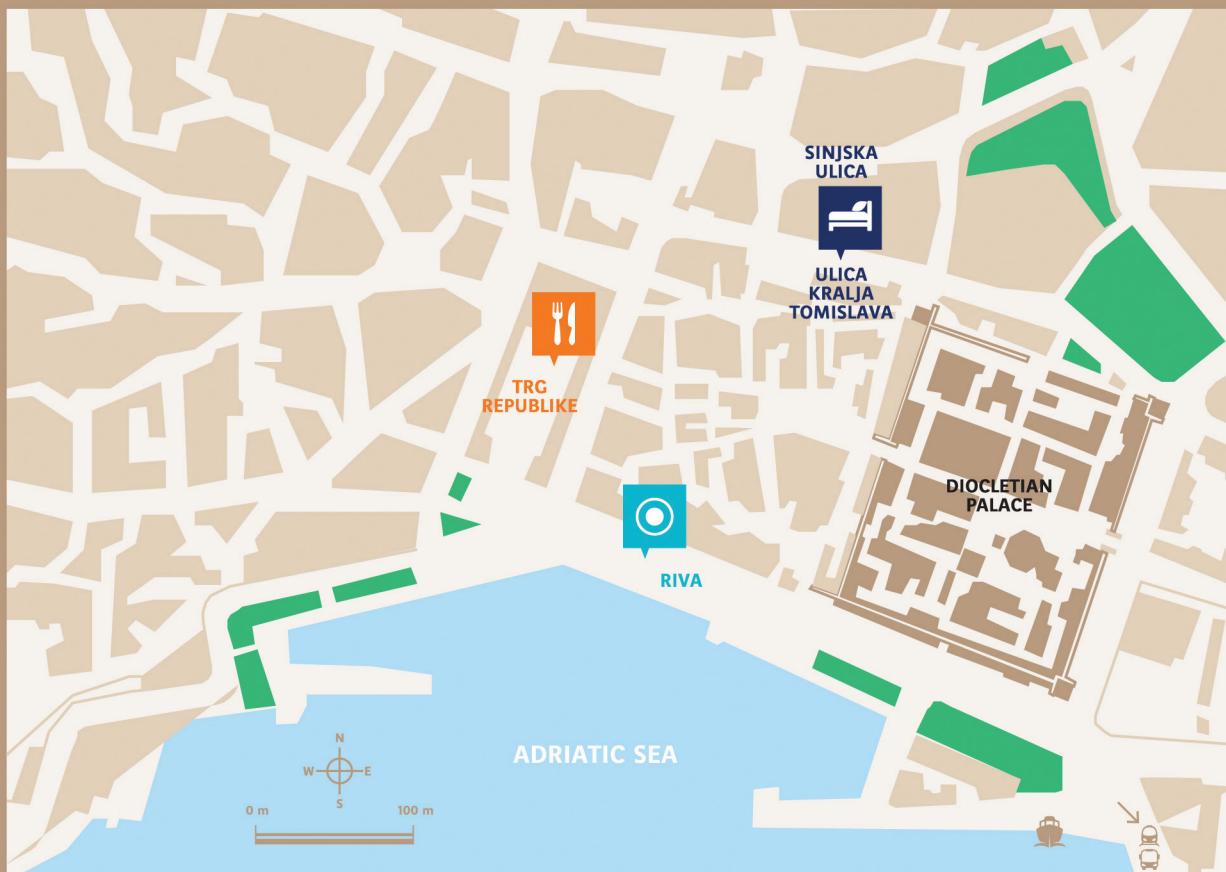 SINJSKA
ULICA
ULICA
KRALJA
TOMISLAVA
TRG
REPUBLIKE
DIOCLETIAN
PALACE
RIVA
ADRIATIC SEA
N
W E
S
0 m 100 m